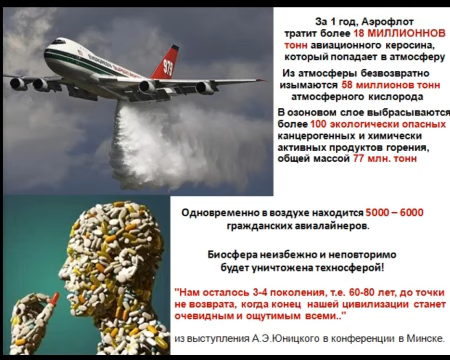 За 1 год, Аэрофлот
тратит более 18 МИЛЛИОННОВ
тонн авиационного керосина,
который попадает в атмосферу
Из атмосферы безвозвратно
изымаются 58 миллионов тонн
атмосферного кислорода
В озоновом слое выбрасываются
более 100 экологически опасных
канцерогенных и химически
активных продуктов горения,
общей массой 77 млн. тонн
979
Одновременно в воздухе находится 5000 – 6000
гражданских авиалайнеров.
Биосфера неизбежно и неповторимо
будет уничтожена техносферой!
"Нам осталось 3-4 поколения, т.е. 60-80 лет, до точки
не возврата, когда конец нашей цивилизации станет
очевидным и ощутимым всеми.."
из выступления А.Э.Юницкого в конференции в Минске.